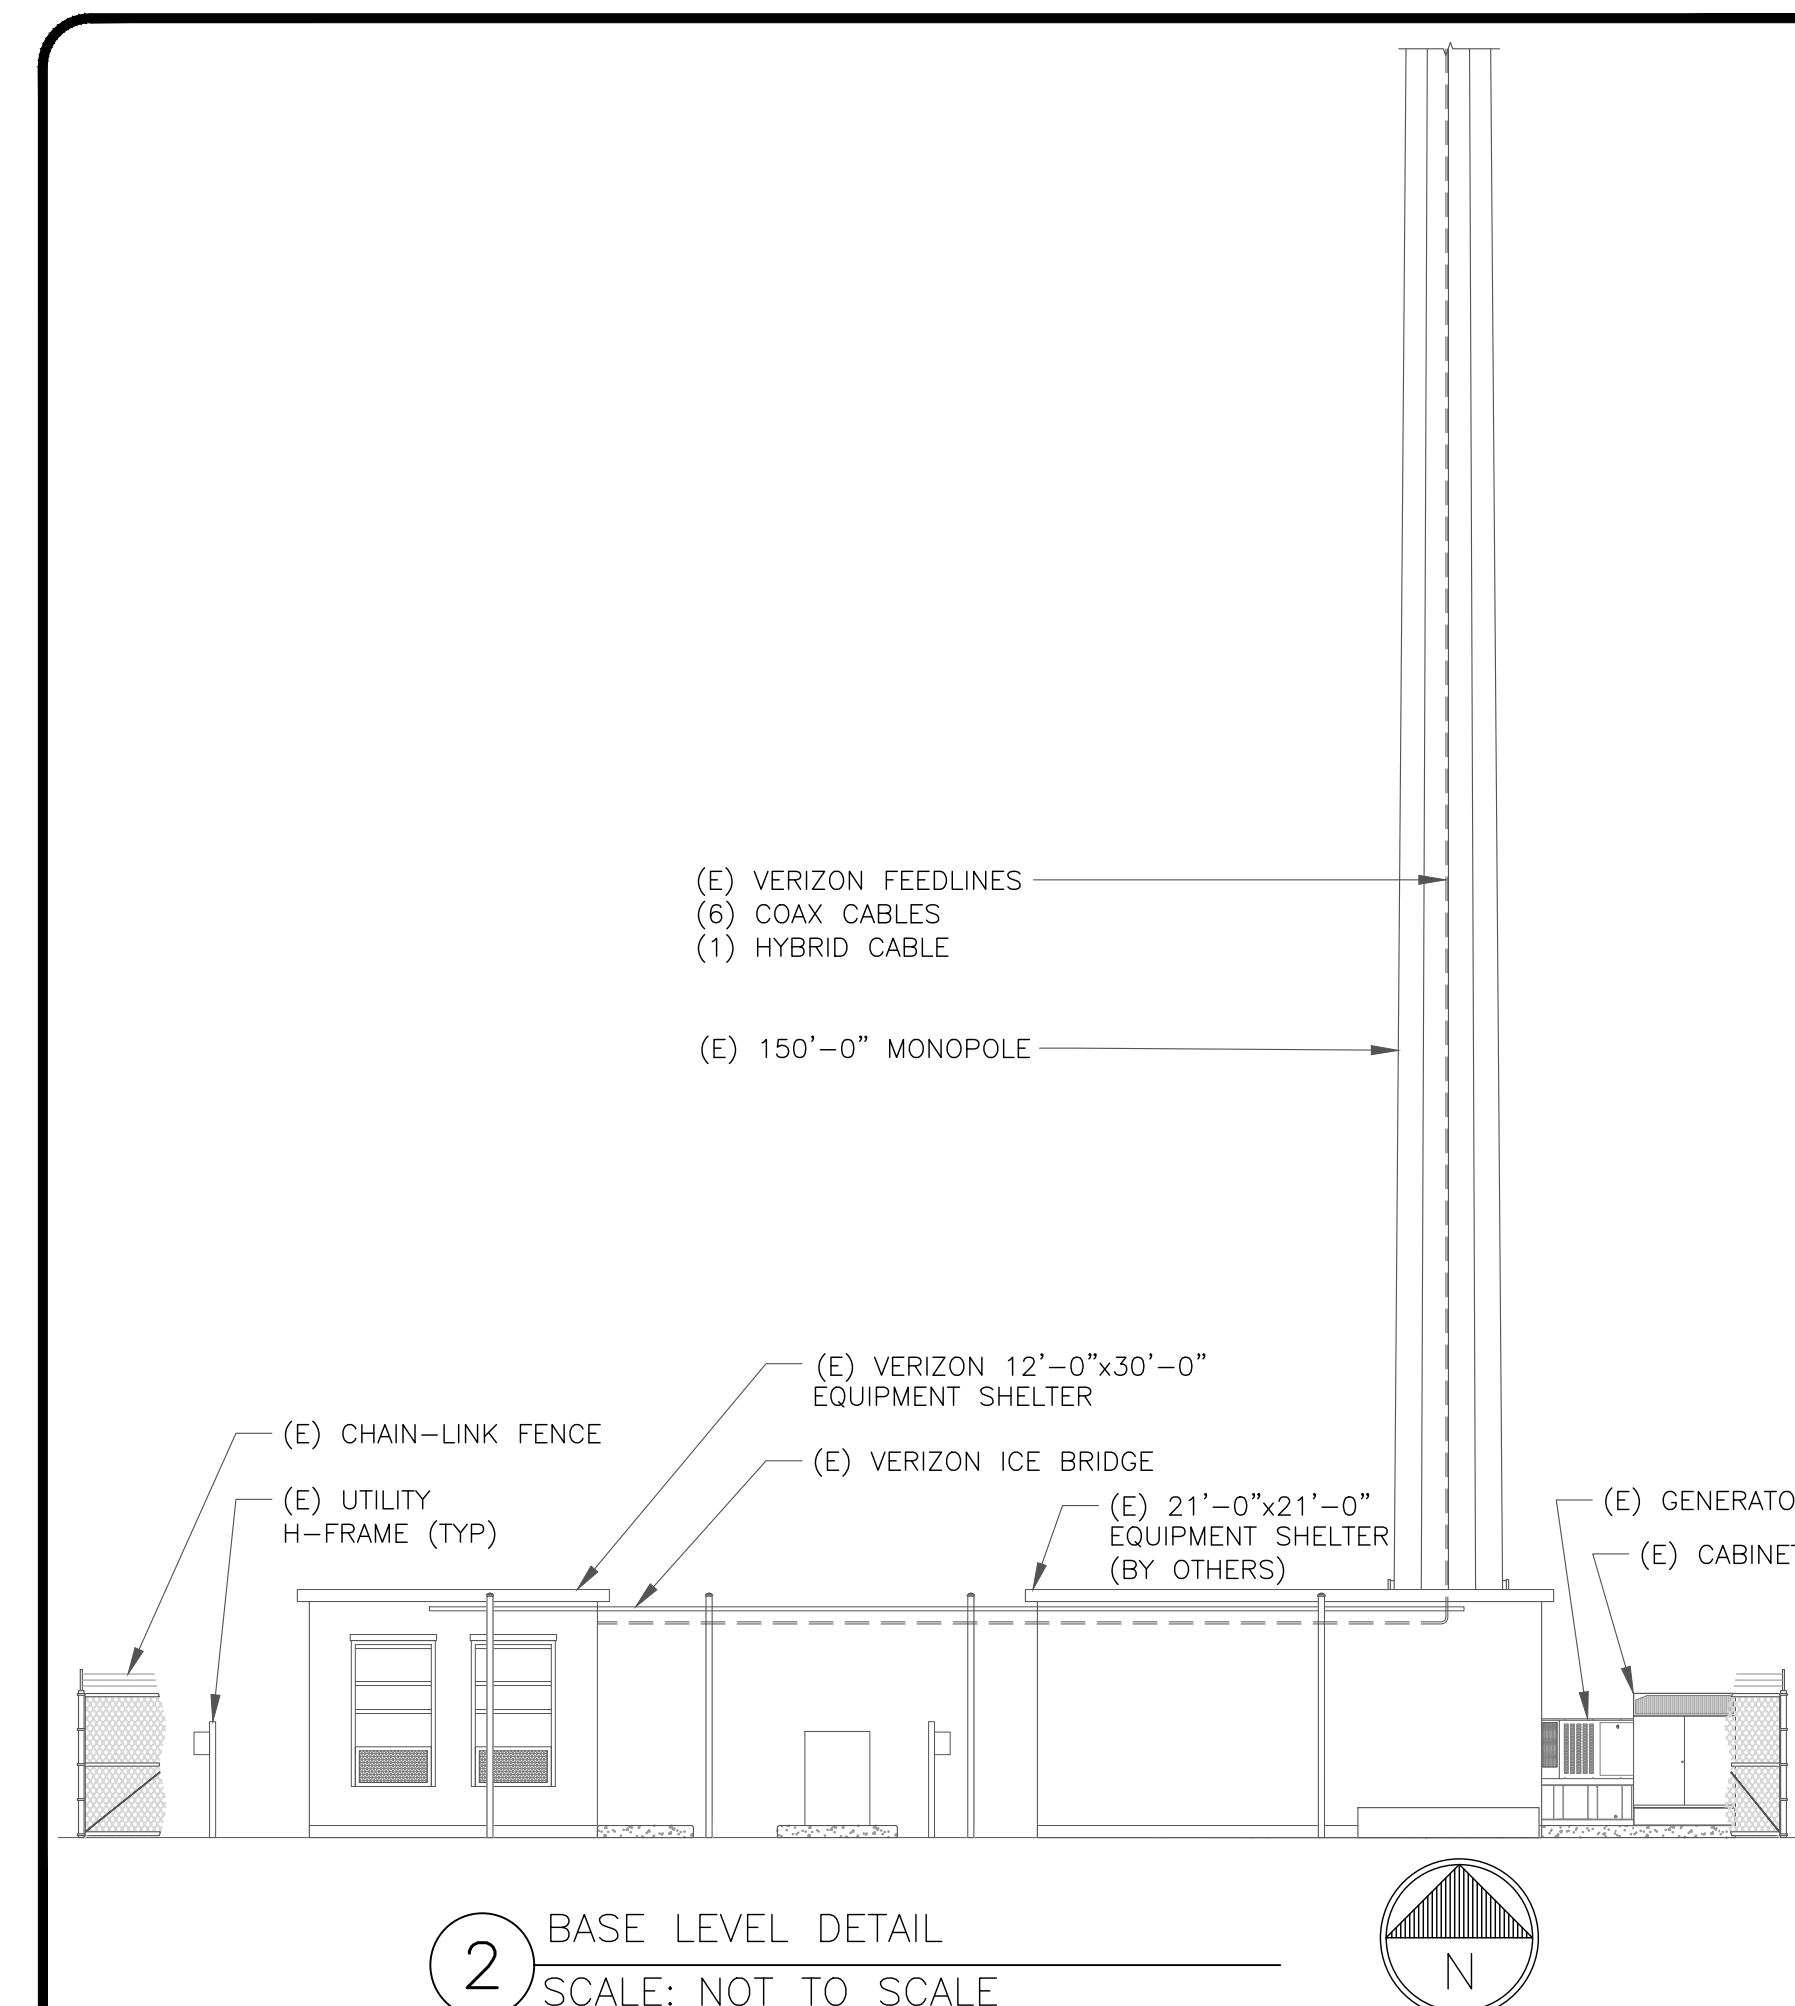 (E) VERIZON FEEDLINES
(6) COAX CABLES
(1) HYBRID CABLE
(E) 150'-0" MONOPOLE
(E) VERIZON 12'-0"x30'-0"
EQUIPMENT SHELTER
(E) CHAIN-LINK FENCE
(E) VERIZON ICE BRIDGE
(E) UTILITY
H-FRAME (TYP)
(E) 21'-0"x21'-0"
EQUIPMENT SHELTER
(BY OTHERS)
(E) GENERATO
(E) CABINET
2
BASE LEVEL DETAIL
SCALE: NOT TO SCALE
N